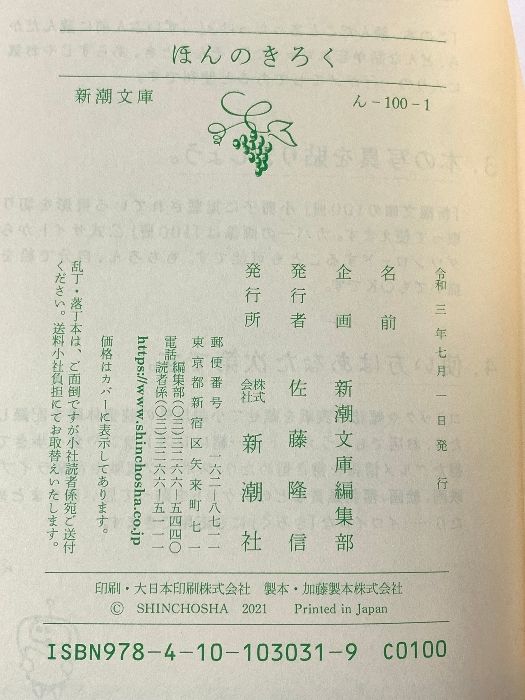 ほんのきろく
新潮文庫
ん-100-1
令和三年七月一日発行
名前
企画 新潮文庫編集部
発行者 佐藤隆信
発行所 株式会社 新潮社
郵便番号 一六二―八七一一
東京都新宿区矢来町七一
電話 編集部(〇三)三二六六―五四四〇
読者係(〇三)三二六六―五一一一
https://www.shinchosha.co.jp
価格はカバーに表示してあります。
乱丁・落丁本は、ご面倒ですが小社読者係宛ご送付
ください。送料小社負担にてお取替えいたします。
印刷・大日本印刷株式会社 製本・加藤製本株式会社
© SHINCHOSHA 2021 Printed in Japan
ISBN978-4-10-103031-9 C0100